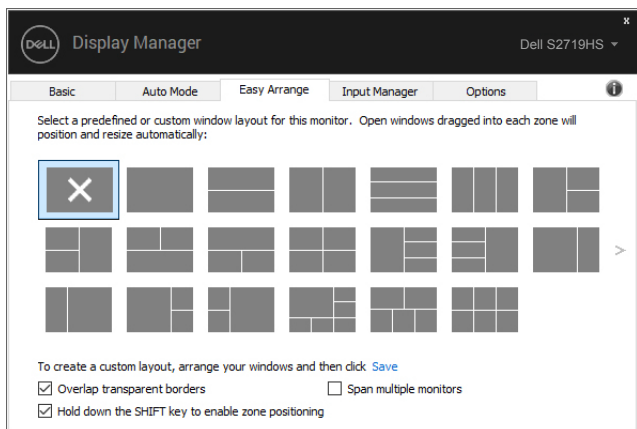 x
DELL Display Manager Dell S2719HS
Basic Auto Mode Easy Arrange Input Manager Options i
Select a predefined or custom window layout for this monitor. Open windows dragged into each zone will
position and resize automatically:
>
To create a custom layout, arrange your windows and then click Save
Overlap transparent borders Span multiple monitors
Hold down the SHIFT key to enable zone positioning